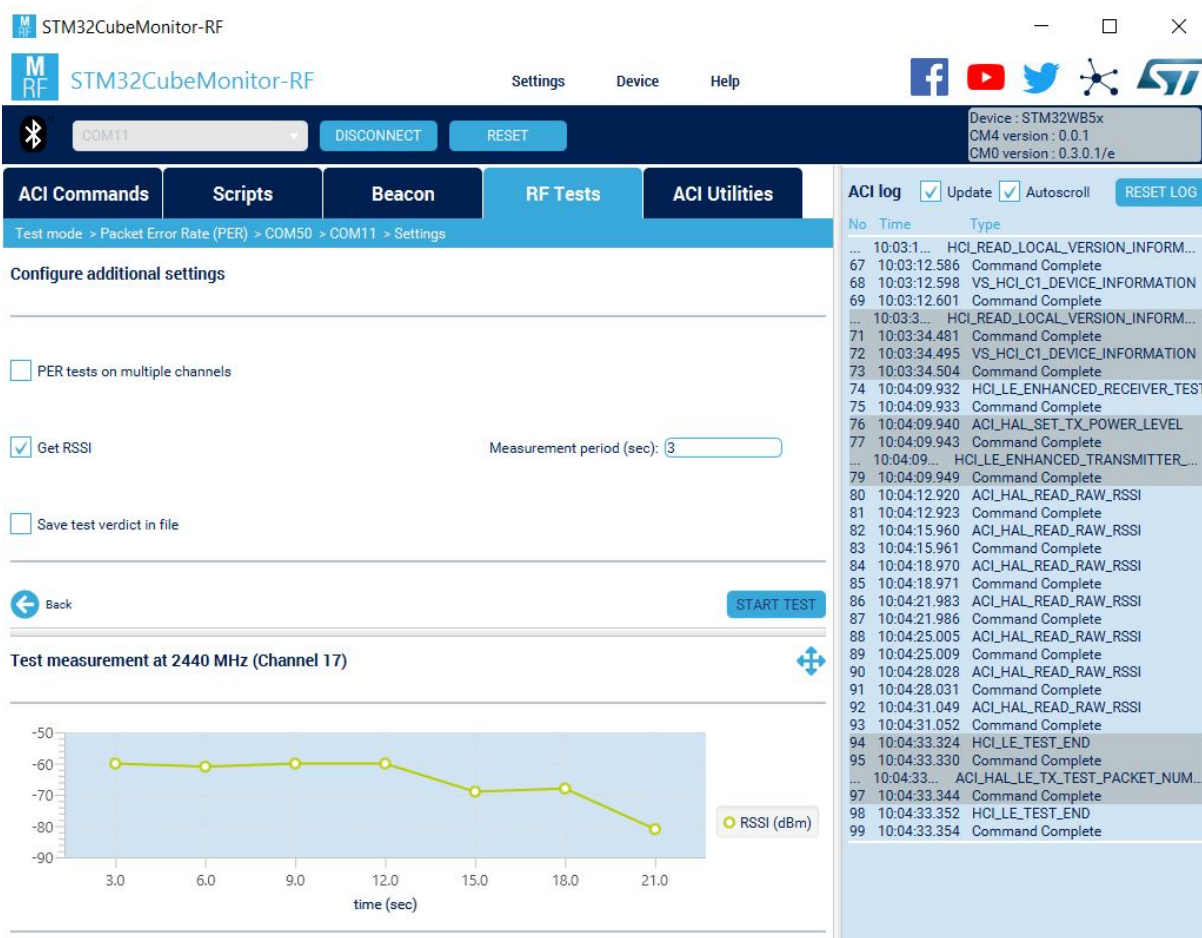 STM32CubeMonitor-RF
M
RF
STM32CubeMonitor-RF
Settings
Device
Help
COM11
DISCONNECT
RESET
Device : STM32WB5x
CM4 version : 0.0.1
CM0 version : 0.3.0.1/e
ACI Commands
Scripts
Beacon
RF Tests
ACI Utilities
Test mode > Packet Error Rate (PER) > COM50 > COM11 > Settings
Configure additional settings
PER tests on multiple channels
Get RSSI
Measurement period (sec): 3
Save test verdict in file
Back
START TEST
Test measurement at 2440 MHz (Channel 17)
-50
-60
-70
-80
-90
3.0 6.0 9.0 12.0 15.0 18.0 21.0
time (sec)
RSSI (dBm)
ACI log Update Autoscroll RESET LOG
No Time Type
... 10:03:1... HCI_READ_LOCAL_VERSION_INFORM...
67 10:03:12.586 Command Complete
68 10:03:12.598 VS_HCI_C1_DEVICE_INFORMATION
69 10:03:12.601 Command Complete
... 10:03:3... HCI_READ_LOCAL_VERSION_INFORM...
71 10:03:34.481 Command Complete
72 10:03:34.495 VS_HCI_C1_DEVICE_INFORMATION
73 10:03:34.504 Command Complete
74 10:04:09.932 HCI_LE_ENHANCED_RECEIVER_TEST
75 10:04:09.933 Command Complete
76 10:04:09.940 ACI_HAL_SET_TX_POWER_LEVEL
77 10:04:09.943 Command Complete
... 10:04:09... HCI_LE_ENHANCED_TRANSMITTER_...
79 10:04:09.949 Command Complete
80 10:04:12.920 ACI_HAL_READ_RAW_RSSI
81 10:04:12.923 Command Complete
82 10:04:15.960 ACI_HAL_READ_RAW_RSSI
83 10:04:15.961 Command Complete
84 10:04:18.970 ACI_HAL_READ_RAW_RSSI
85 10:04:18.971 Command Complete
86 10:04:21.983 ACI_HAL_READ_RAW_RSSI
87 10:04:21.986 Command Complete
88 10:04:25.005 ACI_HAL_READ_RAW_RSSI
89 10:04:25.009 Command Complete
90 10:04:28.028 ACI_HAL_READ_RAW_RSSI
91 10:04:28.031 Command Complete
92 10:04:31.049 ACI_HAL_READ_RAW_RSSI
93 10:04:31.052 Command Complete
94 10:04:33.324 HCI_LE_TEST_END
95 10:04:33.330 Command Complete
... 10:04:33... ACI_HAL_LE_TX_TEST_PACKET_NUM...
97 10:04:33.344 Command Complete
98 10:04:33.352 HCI_LE_TEST_END
99 10:04:33.354 Command Complete